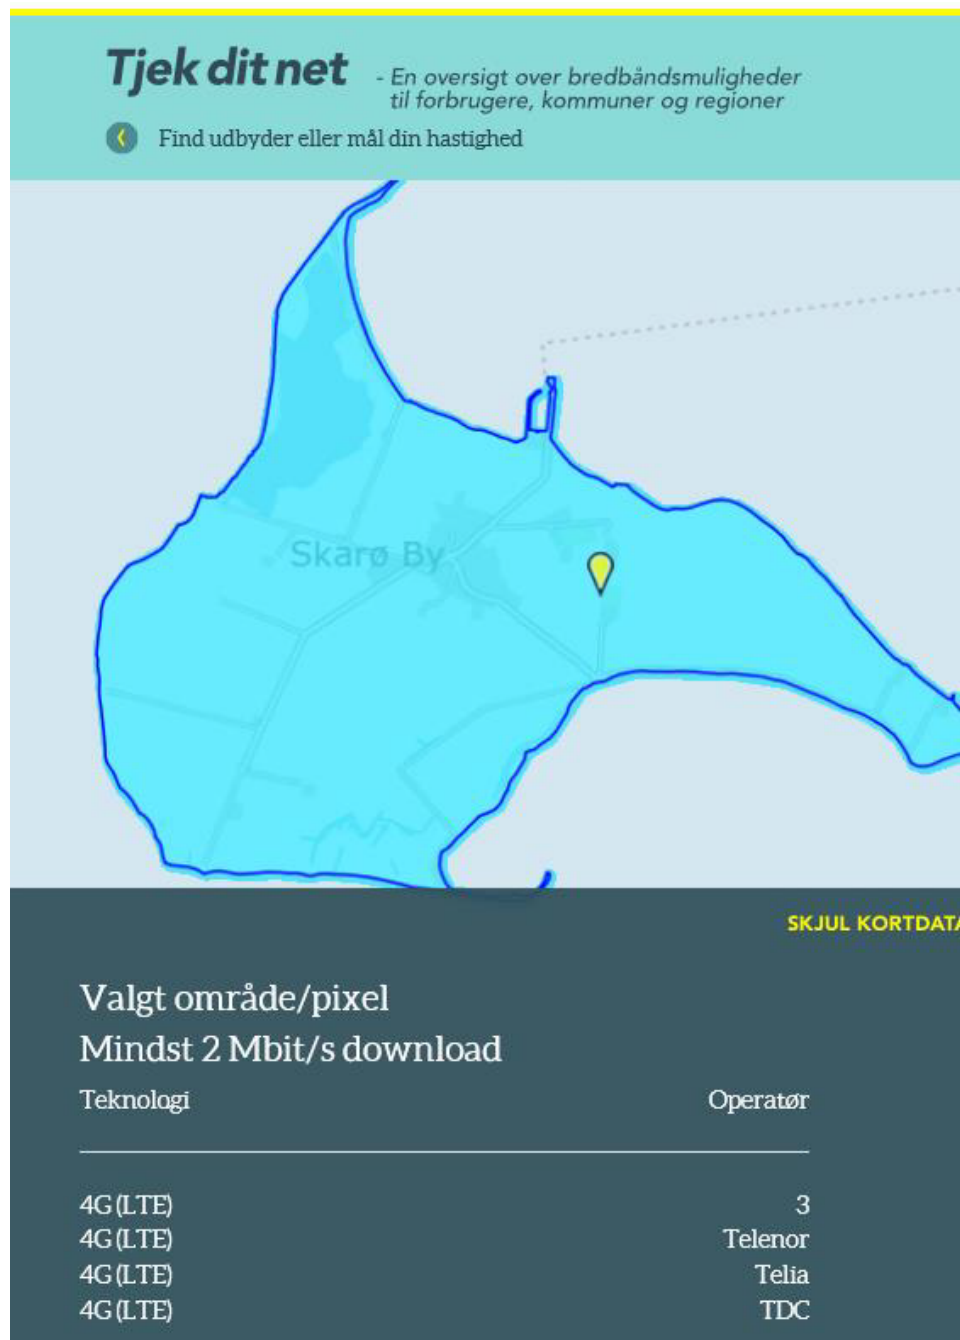 Tjek dit net
- En oversigt over bredbåndsmuligheder
til forbrugere, kommuner og regioner
Find udbyder eller mål din hastighed
Skarø By
SKJUL KORTDATA
Valgt område/pixel
Mindst 2 Mbit/s download
Teknologi Operatør
4G (LTE) 3
4G (LTE) Telenor
4G (LTE) Telia
4G (LTE) TDC